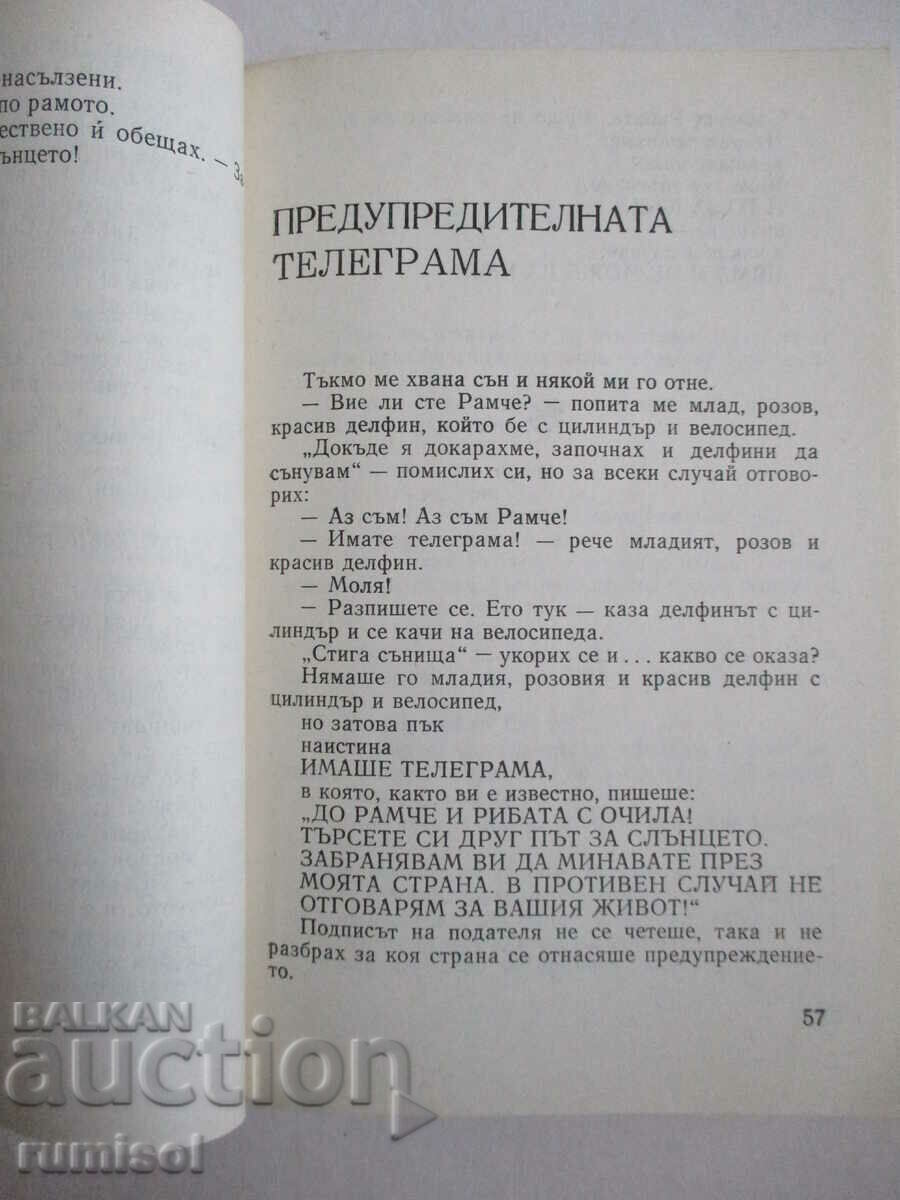 насълзени.
по рамото.
ествено ѝ обещах. — За
ънцето!
ПРЕДУПРЕДИТЕЛНАТА
ТЕЛЕГРАМА
Тъкмо ме хвана сън и някой ми го отне.
— Вие ли сте Рамче? — попита ме млад, розов,
красив делфин, който бе с цилиндър и велосипед.
„Докъде я докарахме, започнах и делфини да
сънувам“ — помислих си, но за всеки случай отгово-
рих:
— Аз съм! Аз съм Рамче!
— Имате телеграма! — рече младият, розов и
красив делфин.
— Моля!
— Разпишете се. Ето тук — каза делфинът с ци-
линдър и се качи на велосипеда.
„Стига сънища“ — укорих се и... какво се оказа?
Нямаше го младия, розовия и красив делфин с
цилиндър и велосипед,
но затова пък
наистина
ИМАШЕ ТЕЛЕГРАМА,
в която, както ви е известно, пишеше:
„ДО РАМЧЕ И РИБАТА С ОЧИЛА!
ТЪРСЕТЕ СИ ДРУГ ПЪТ ЗА СЛЪНЦЕТО.
ЗАБРАНЯВАМ ВИ ДА МИНАВАТЕ ПРЕЗ
МОЯТА СТРАНА. В ПРОТИВЕН СЛУЧАЙ НЕ
ОТГОВАРЯМ ЗА ВАШИЯ ЖИВОТ!“
Подписът на подателя не се четеше, така и не
разбрах за коя страна се отнасяше предупреждение-
то.
57
BALKAN
auction
rumisol